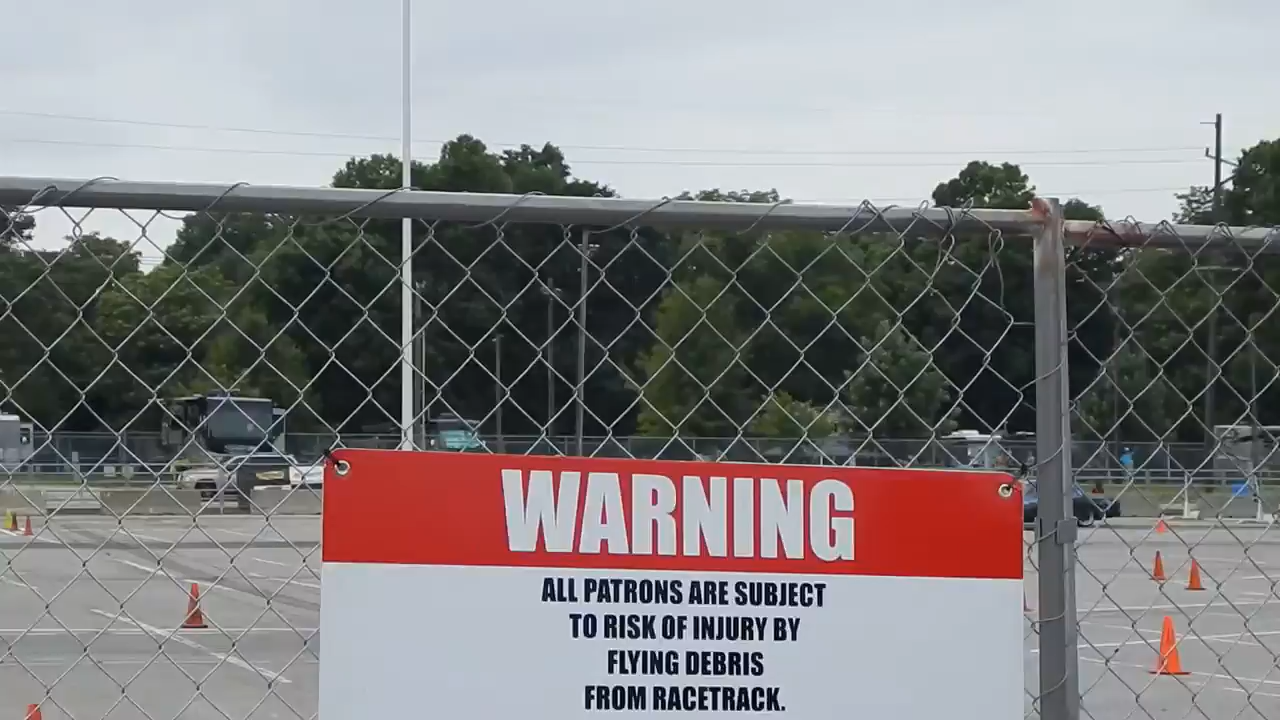 WARNING
ALL PATRONS ARE SUBJECT
TO RISK OF INJURY BY
FLYING DEBRIS
FROM RACETRACK.